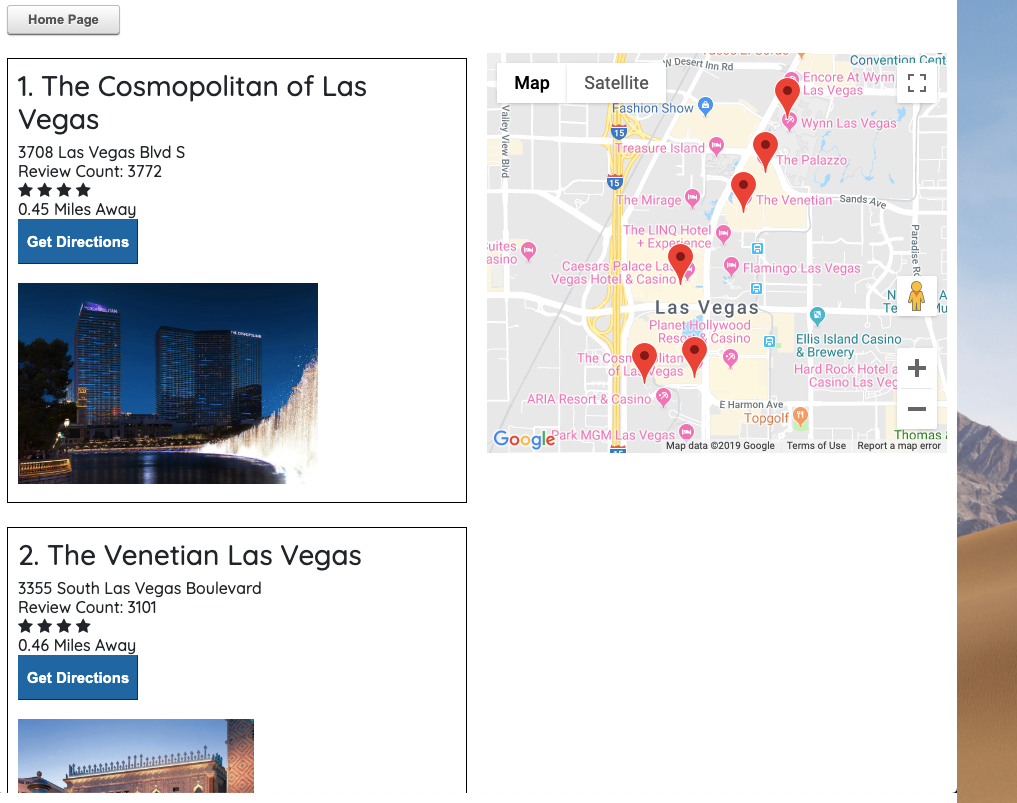 Home Page
1. The Cosmopolitan of Las
Vegas
3708 Las Vegas Blvd S
Review Count: 3772
0.45 Miles Away
Get Directions
THE COSMOPOLITAN
2. The Venetian Las Vegas
3355 South Las Vegas Boulevard
Review Count: 3101
0.46 Miles Away
Get Directions
Map
Satellite
W Desert Inn Rd
Convention Cent
Encore At Wynn
Las Vegas
Fashion Show
Wynn Las Vegas
Valley View Blvd
15
Treasure Island
The Palazzo
15
The Mirage
The Venetian
Sands Ave
The LINQ Hotel
+ Experience
Paradise Rd
uites
asino
Caesars Palace Las
Vegas Hotel & Casino
Flamingo Las Vegas
Las Vegas
Planet Hollywood
Resort & Casino
Ellis Island Casino
& Brewery
The Cosmopolitan
of Las Vegas
Hard Rock Hotel a
Casino Las Veg
ARIA Resort & Casino
E Harmon Ave
Topgolf
Park MGM Las Vegas
Thomas
Google
Map data ©2019 Google
Terms of Use
Report a map error